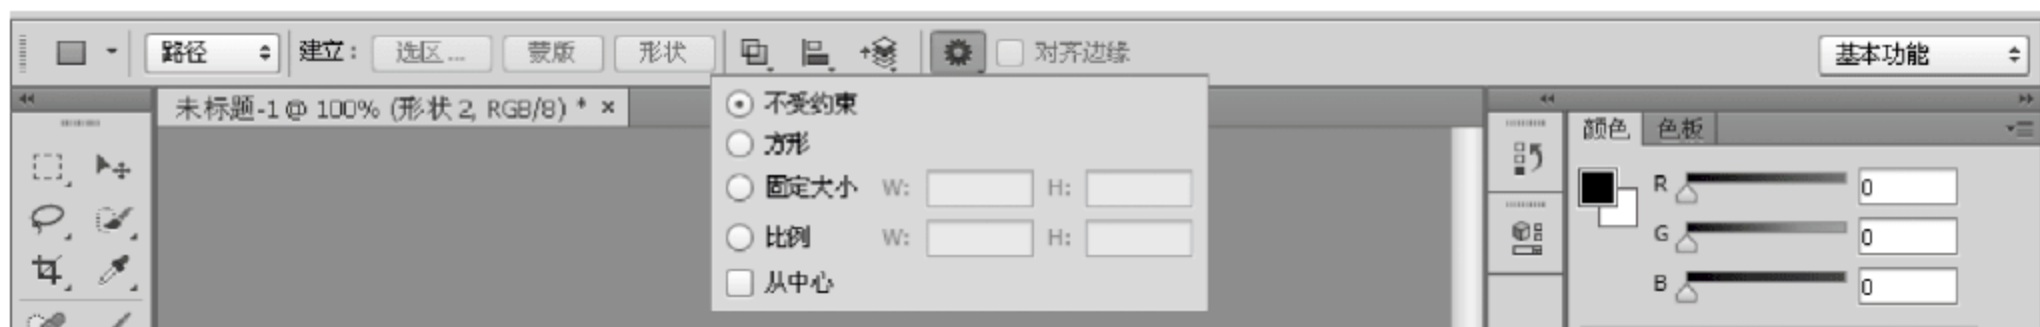 路径 建立： 选区... 蒙版 形状 对齐边缘 基本功能
未标题-1 @ 100% (形状 2, RGB/8) * ×
不受约束
方形
固定大小 W: H:
比例 W: H:
从中心
颜色 色板
R 0
G 0
B 0